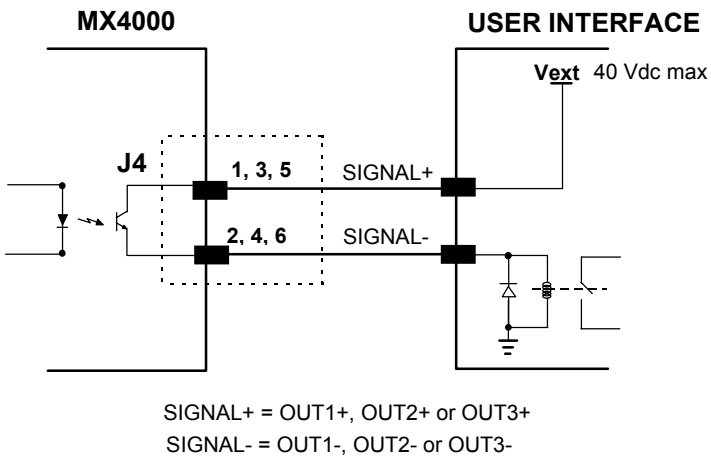 MX4000
USER INTERFACE
Vext 40 Vdc max
J4
1, 3, 5
SIGNAL+
2, 4, 6
SIGNAL-
SIGNAL+ = OUT1+, OUT2+ or OUT3+
SIGNAL- = OUT1-, OUT2- or OUT3-